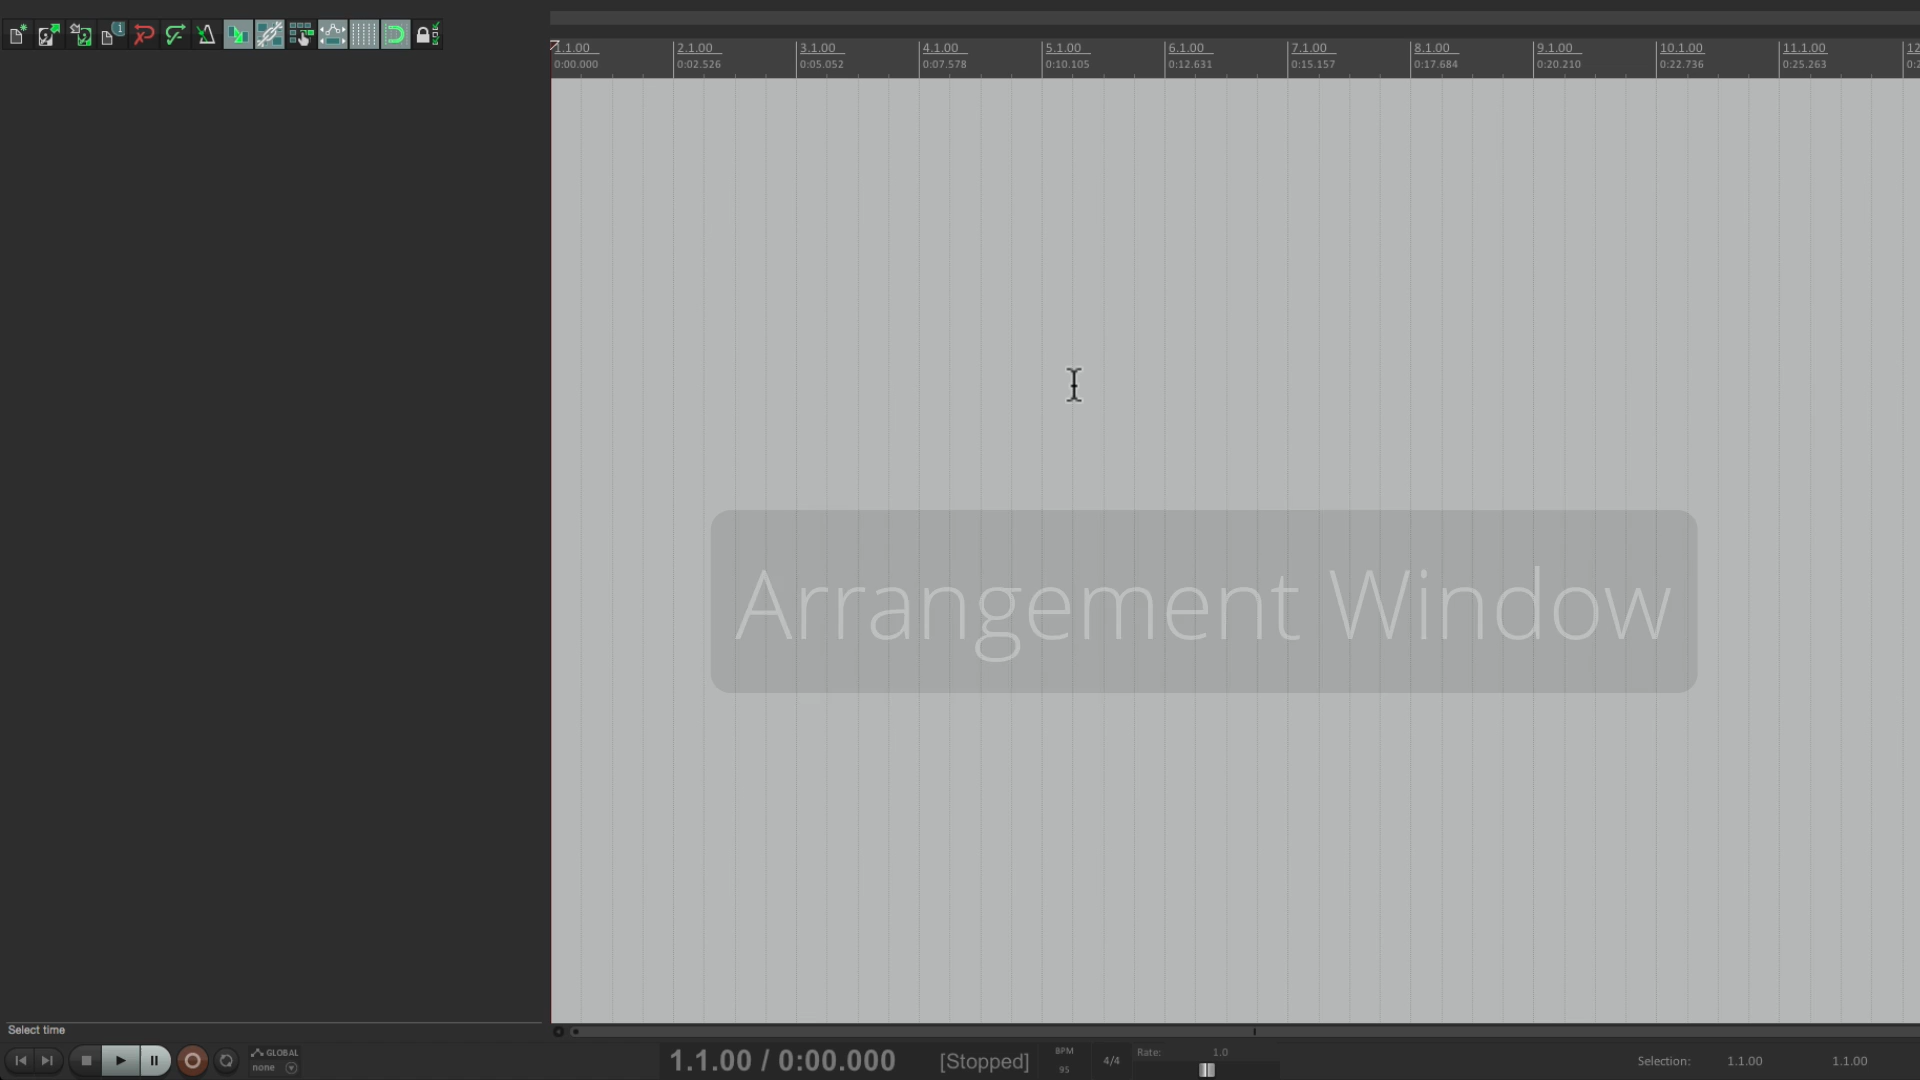 1.1.00 2.1.00 3.1.00 4.1.00 5.1.00 6.1.00 7.1.00 8.1.00 9.1.00 10.1.00 11.1.00
0:00.000 0:02.526 0:05.052 0:07.578 0:10.105 0:12.631 0:15.157 0:17.684 0:20.210 0:22.736 0:25.263
Arrangement Window
Select time
GLOBAL
none
1.1.00 / 0:00.000 [Stopped]
BPM
95
4/4
Rate: 1.0
Selection: 1.1.00 1.1.00